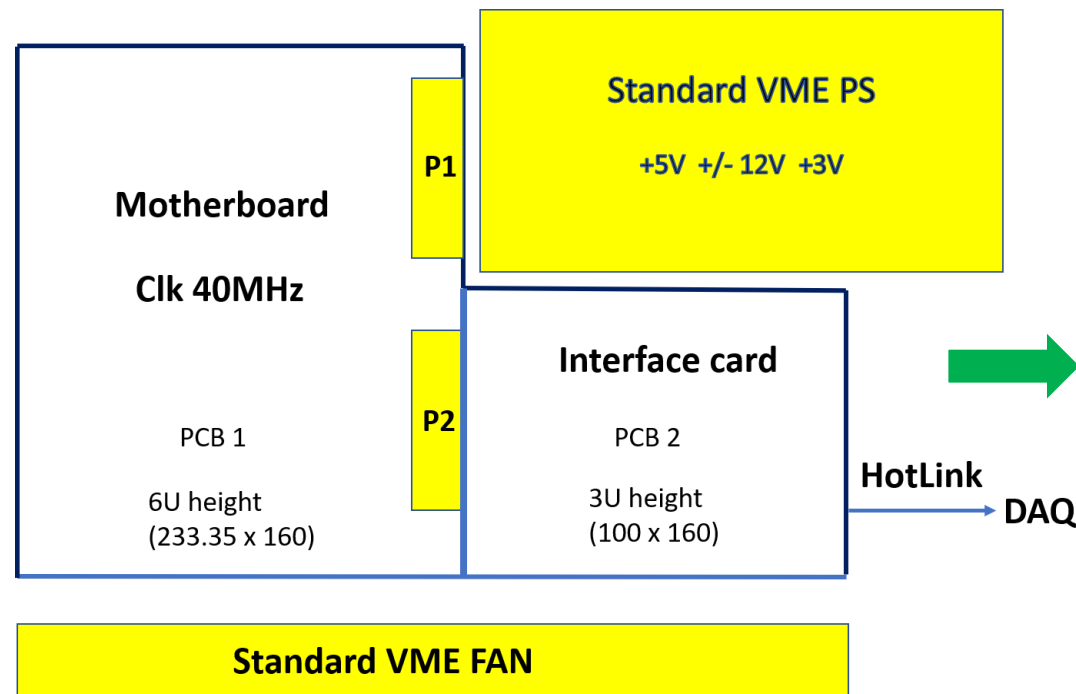 Standard VME PS
+5V +/- 12V +3V
P1
Motherboard
Clk 40MHz
P2
PCB 1
6U height
(233.35 x 160)
Interface card
PCB 2
3U height
(100 x 160)
HotLink
DAQ
Standard VME FAN